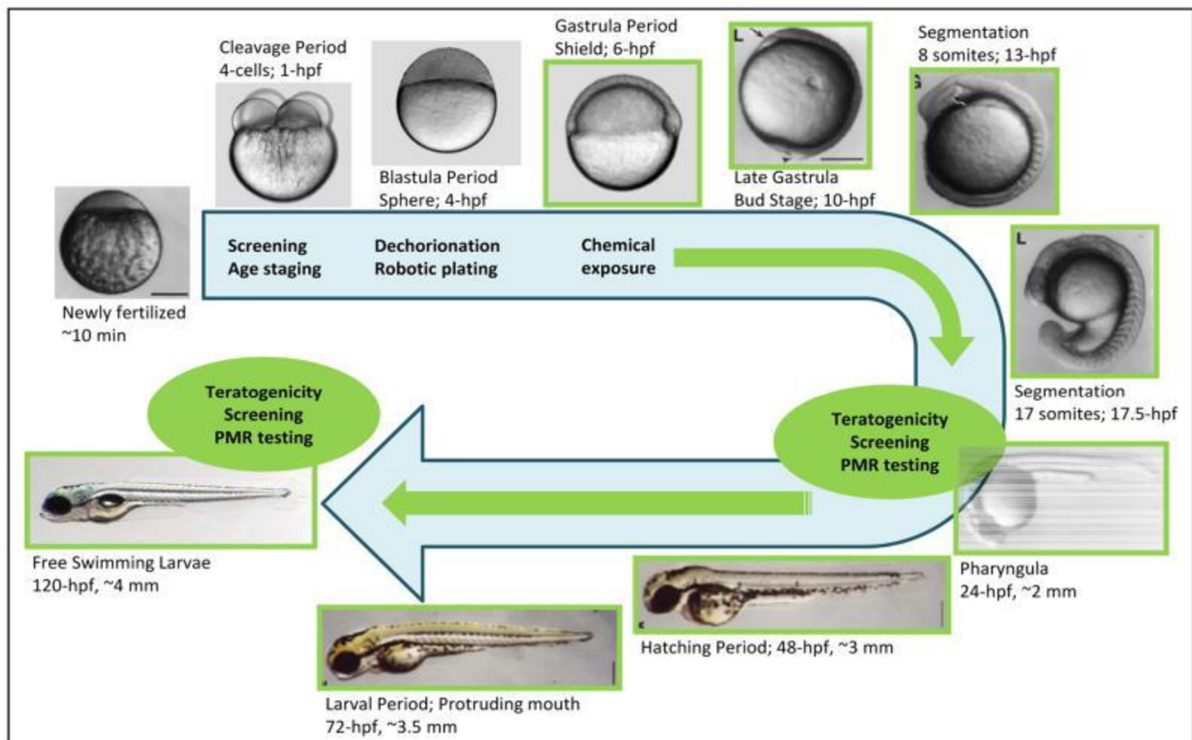 Cleavage Period
4-cells; 1-hpf
Blastula Period
Sphere; 4-hpf
Gastrula Period
Shield; 6-hpf
L
Late Gastrula
Bud Stage; 10-hpf
Segmentation
8 somites; 13-hpf
G
Newly fertilized
~10 min
Screening
Age staging
Dechorionation
Robotic plating
Chemical
exposure
L
Segmentation
17 somites; 17.5-hpf
Teratogenicity
Screening
PMR testing
Pharyngula
24-hpf, ~2 mm
Hatching Period; 48-hpf, ~3 mm
Larval Period; Protruding mouth
72-hpf, ~3.5 mm
Teratogenicity
Screening
PMR testing
Free Swimming Larvae
120-hpf, ~4 mm